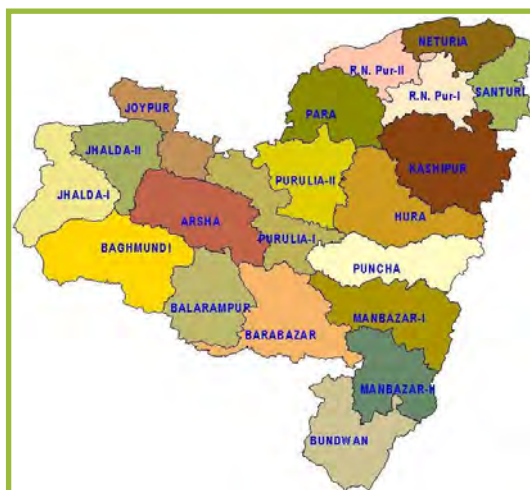 NETURIA
R.N. Pur-II
R.N. Pur-I
SANTURI
JOYPUR
PARA
JHALDA-II
KASHIPUR
PURULIA-II
JHALDA-I
ARSHA
HURA
BAGHMUNDI
PURULIA-I
PUNCHA
BALARAMPUR
MANBAZAR-I
BARABAZAR
MANBAZAR-II
BUNDWAN